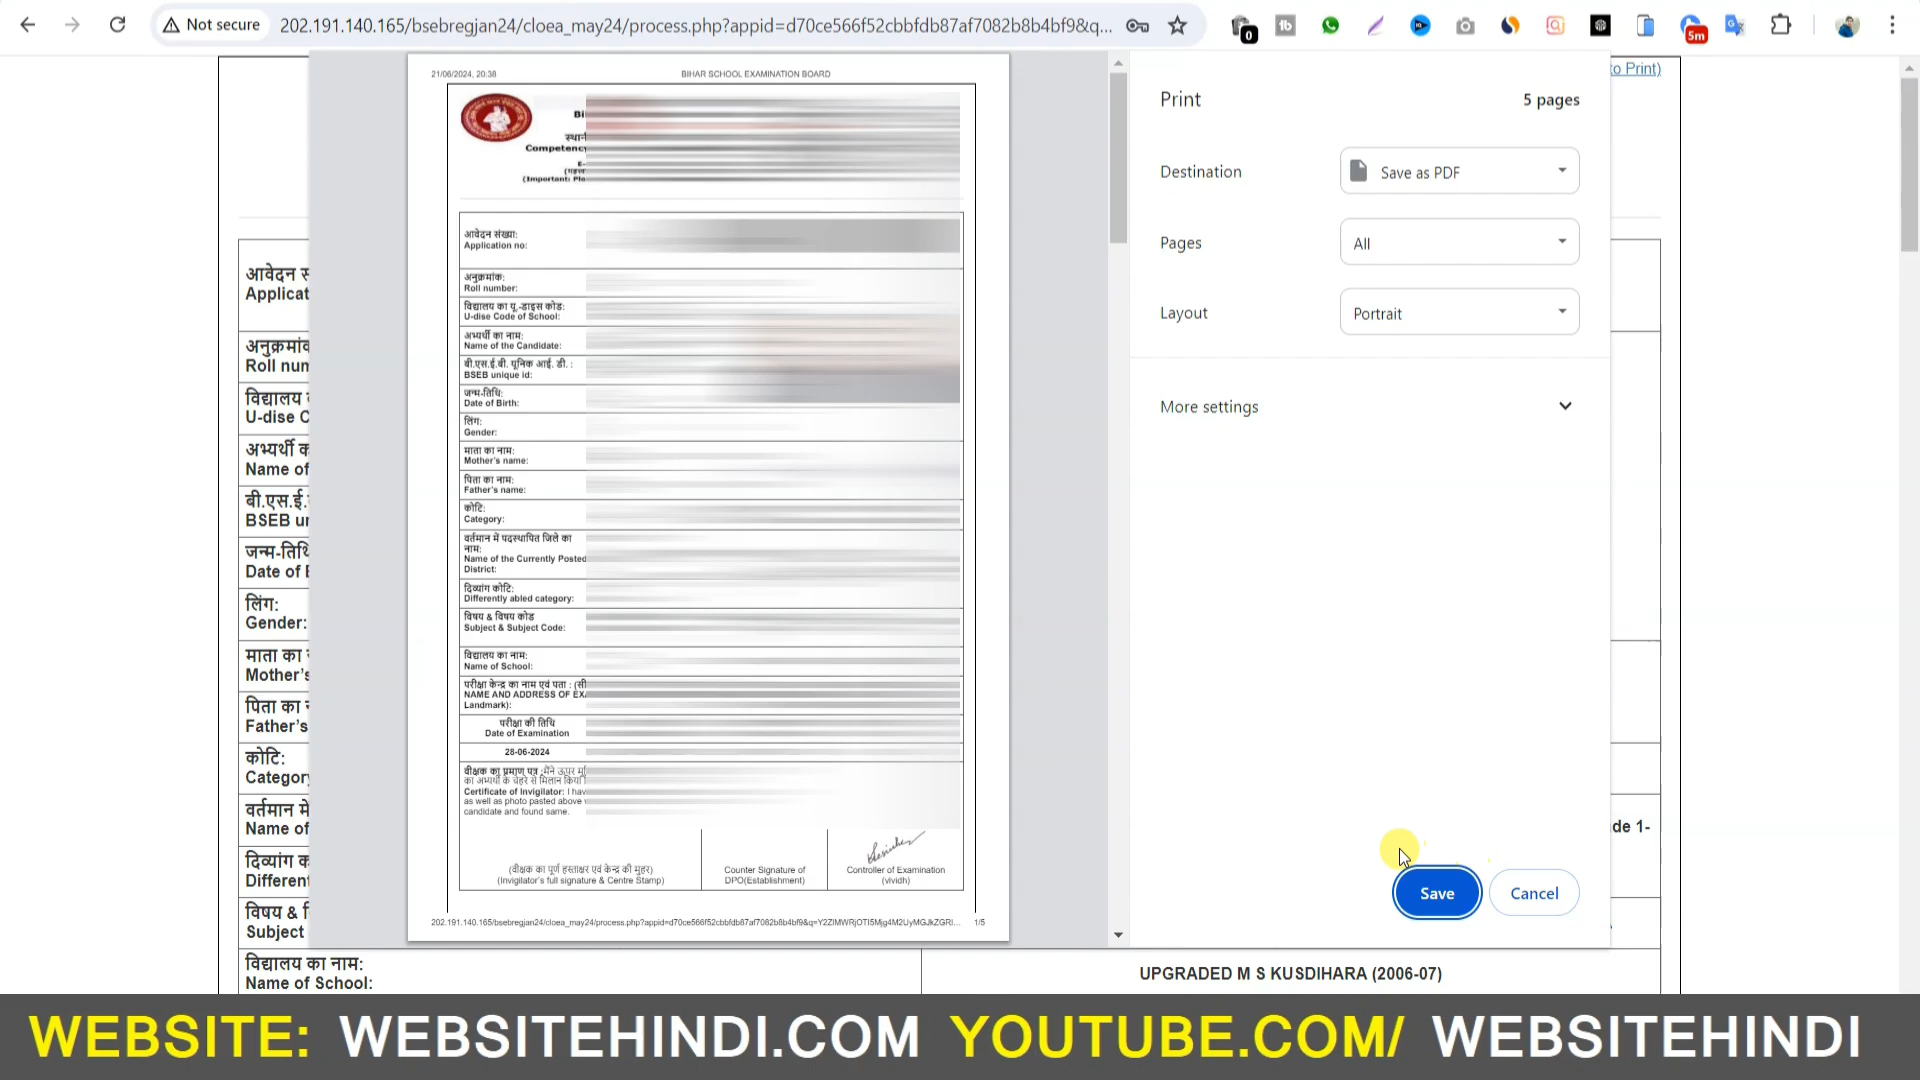 Not secure
202.191.140.165/bsebregjan24/cloea_may24/process.php?appid=d70ce566f52cbbfdb87af7082b8b4bf9&q...
0
5m
to Print)
21/06/2024, 20:38
BIHAR SCHOOL EXAMINATION BOARD
Bi
स्थान
Competency
E-
(Important: Ple
आवेदन संख्या:
Application no:
अनुक्रमांक:
Roll number:
विद्यालय का यू.-डाइस कोड:
U-dise Code of School:
अभ्यर्थी का नाम:
Name of the Candidate:
बी.एस.ई.बी. यूनिक आई. डी. :
BSEB unique id:
जन्म-तिथि:
Date of Birth:
लिंग:
Gender:
माता का नाम:
Mother's name:
पिता का नाम:
Father's name:
कोटि:
Category:
वर्तमान में पदस्थापित जिले का
नाम:
Name of the Currently Posted
District:
दिव्यांग कोटि:
Differently abled category:
विषय & विषय कोड
Subject & Subject Code:
विद्यालय का नाम:
Name of School:
परीक्षा केन्द्र का नाम एवं पता : (सी
NAME AND ADDRESS OF EXA
Landmark):
परीक्षा की तिथि
Date of Examination
28-06-2024
वीक्षक का प्रमाण पत्र :मैंने ऊपर मु
का अभ्यर्थी के चेहरे से मिलान किया
Certificate of Invigilator: I hav
as well as photo pasted above
candidate and found same.
(वीक्षक का पूर्ण हस्ताक्षर एवं केन्द्र की मुहर)
(Invigilator's full signature & Centre Stamp)
Counter Signature of
DPO(Establishment)
Controller of Examination
(vividh)
202.191.140.165/bsebregjan24/cloea_may24/process.php?appid=d70ce566f52cbbfdb87af7082b8b4bf9&q=Y2ZlMWRjOTI5Mjg4M2UyMGJkZGRl... 1/5
Print
5 pages
Destination
Save as PDF
Pages
All
Layout
Portrait
More settings
Save
Cancel
आवेदन स
Applicat
अनुक्रमांक
Roll num
विद्यालय
U-dise C
अभ्यर्थी क
Name of
बी.एस.ई.
BSEB un
जन्म-तिथि
Date of B
लिंग:
Gender:
माता का
Mother's
पिता का न
Father's
कोटि:
Category
वर्तमान में
Name of
de 1-
दिव्यांग क
Different
विषय & f
Subject
विद्यालय का नाम:
Name of School:
UPGRADED M S KUSDIHARA (2006-07)
WEBSITE: WEBSITEHINDI.COM YOUTUBE.COM/ WEBSITEHINDI